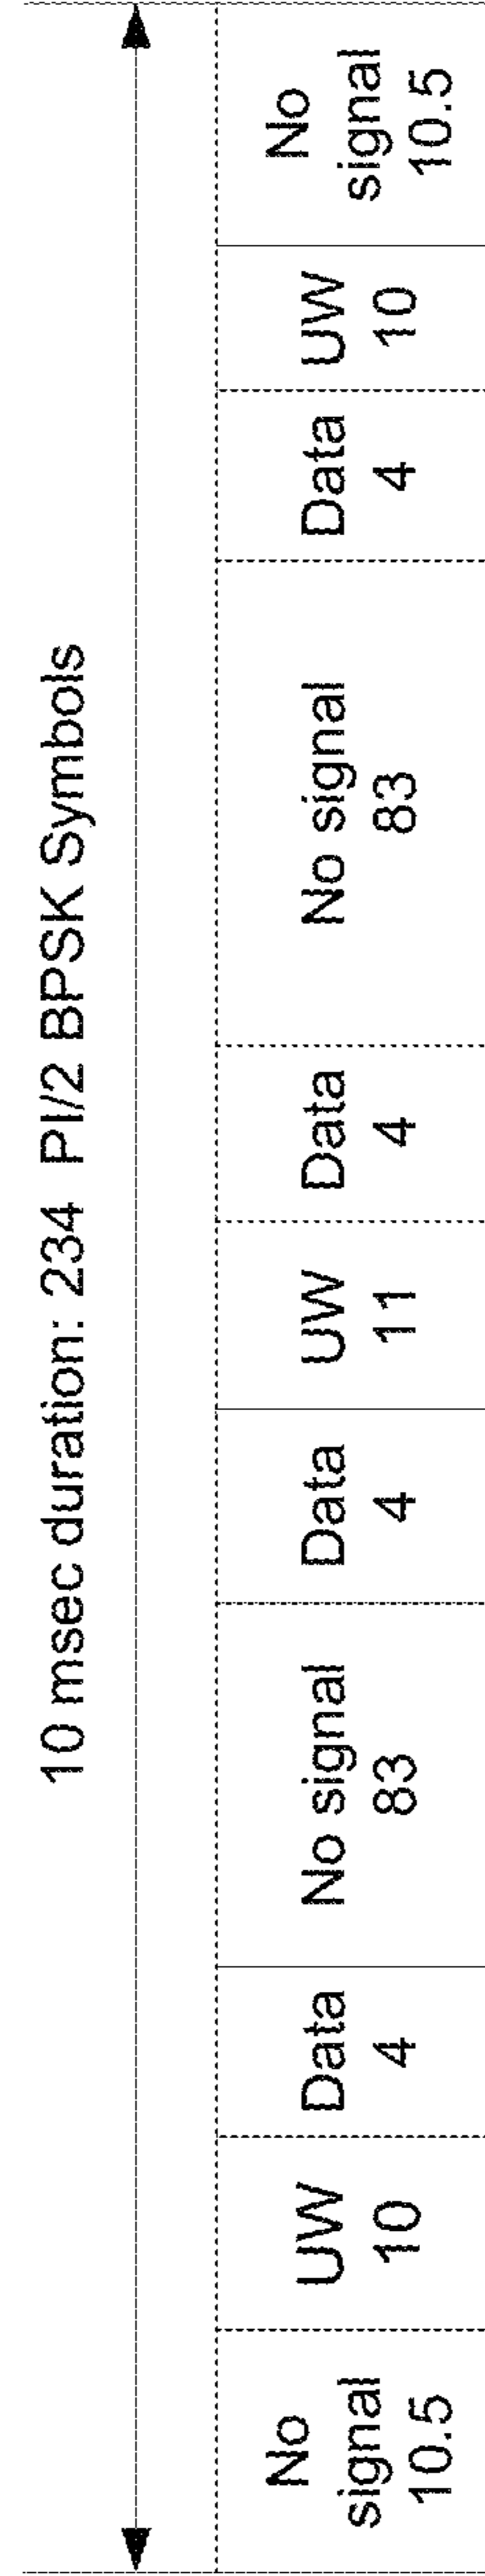 10 msec duration: 234 PI/2 BPSK Symbols
No
signal
10.5
UW
10
Data
4
No signal
83
Data
4
UW
11
Data
4
No signal
83
Data
4
UW
10
No
signal
10.5